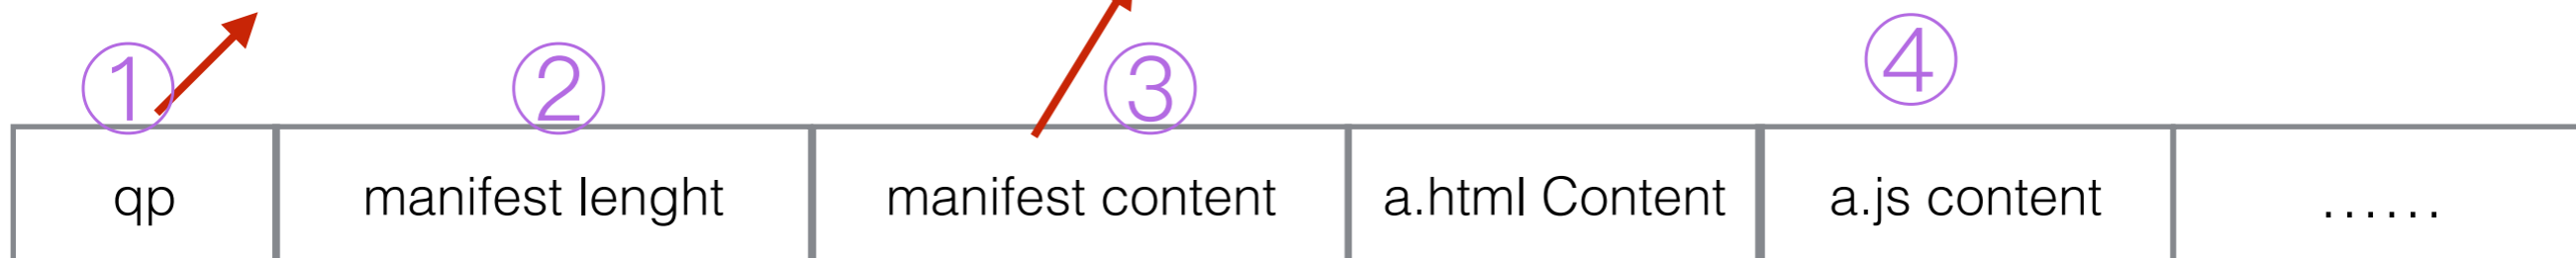 ① ② ③ ④
qp manifest lenght manifest content a.html Content a.js content ......